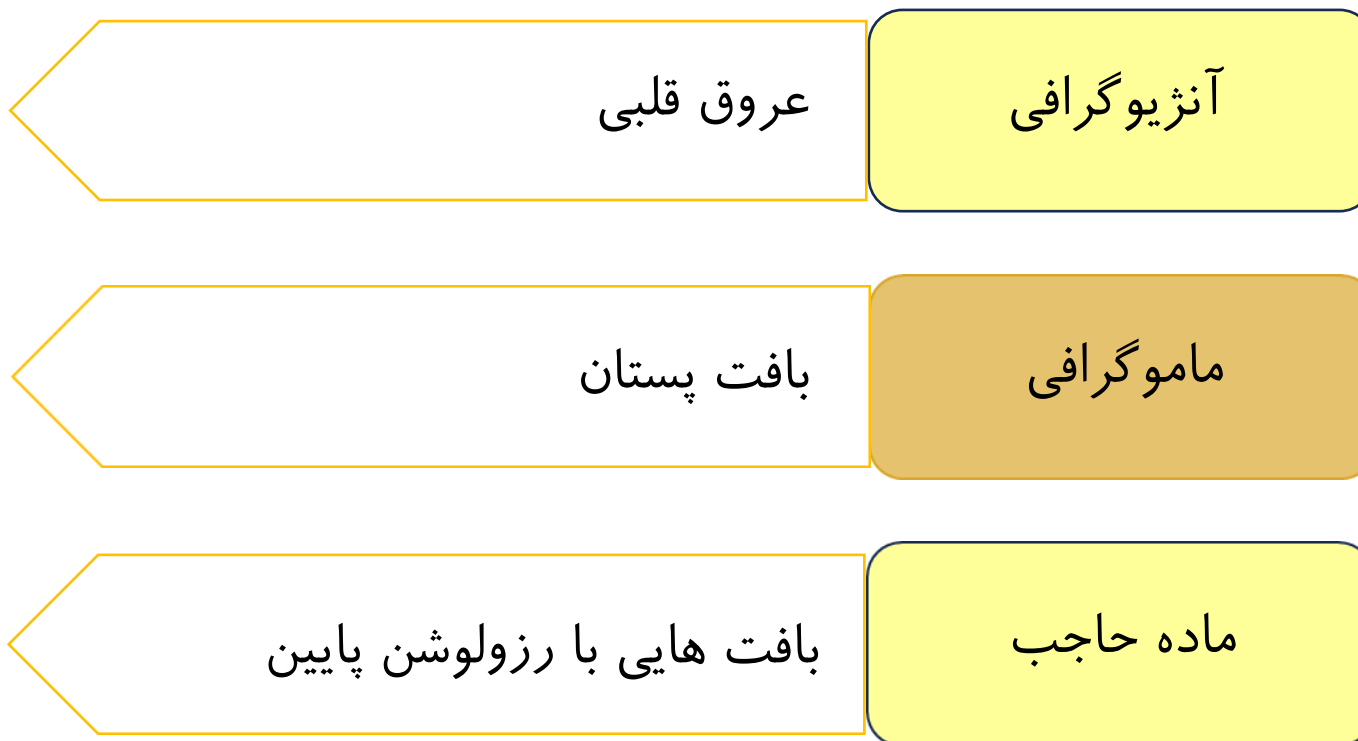 آنژیوگرافی
عروق قلبی
ماموگرافی
بافت پستان
ماده حاجب
بافت هایی با رزولوشن پایین